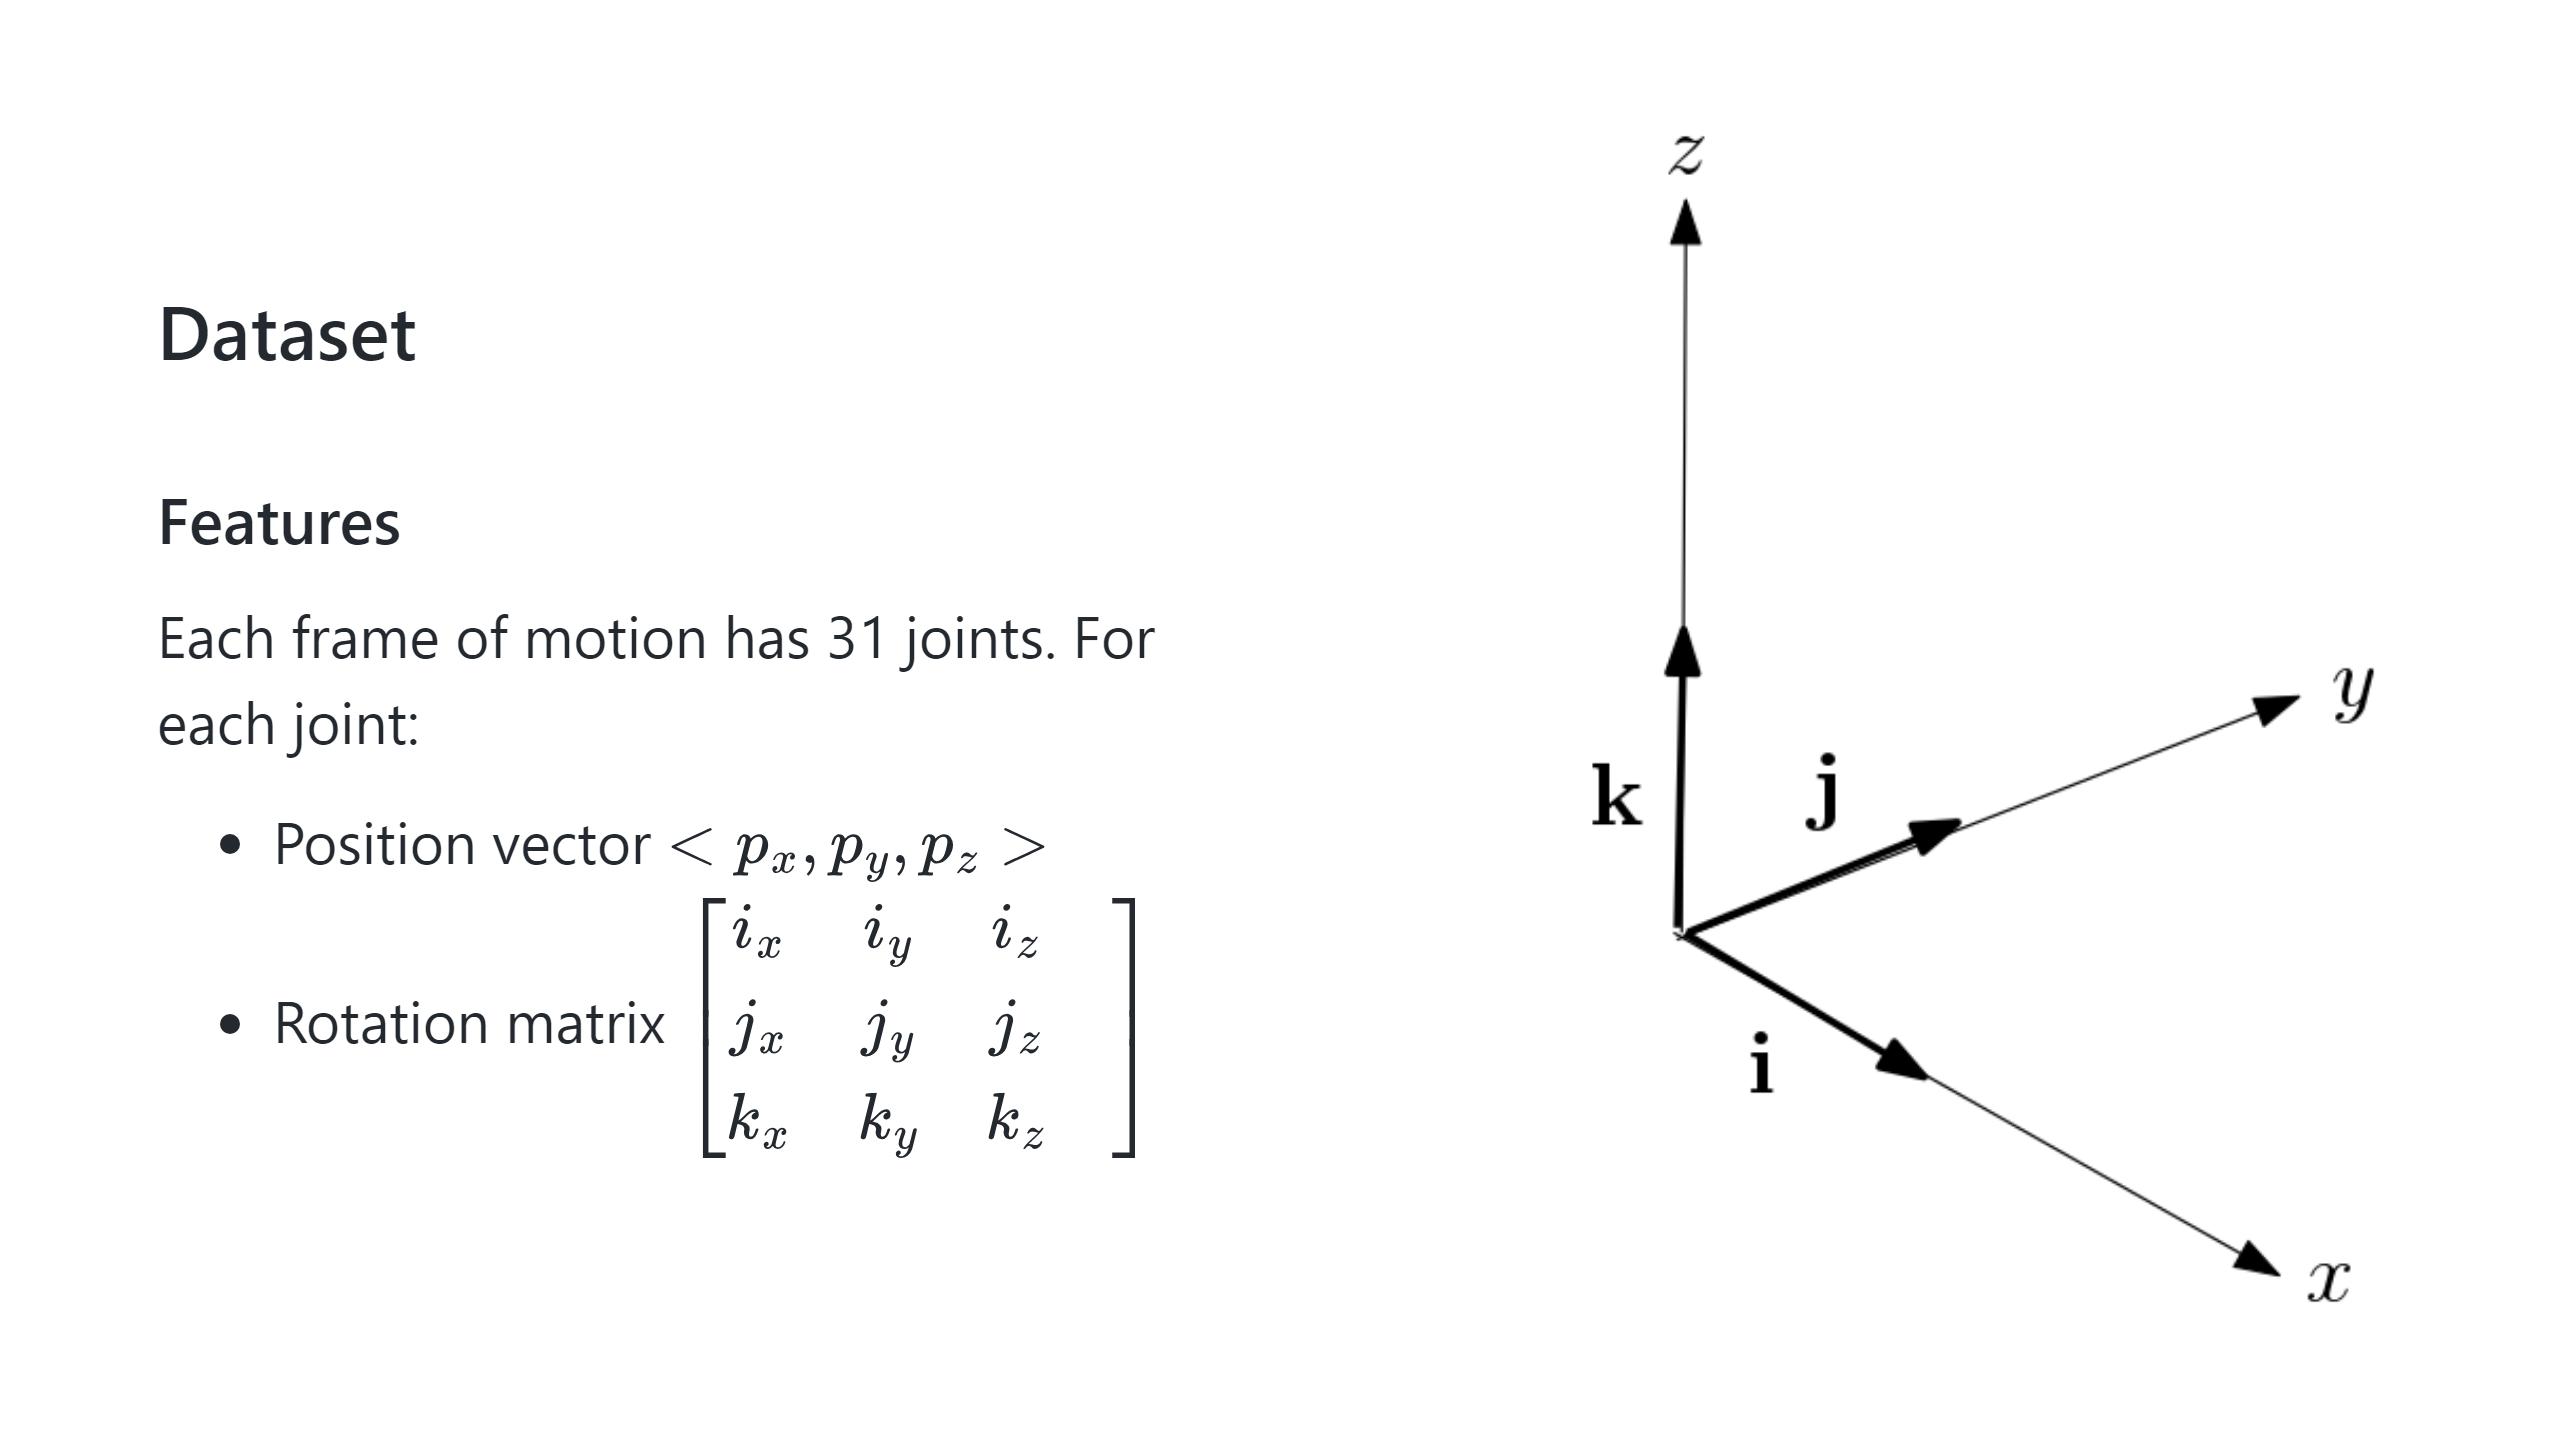 Dataset
Features
Each frame of motion has 31 joints. For
each joint:
• Position vector < p_x, p_y, p_z >
• Rotation matrix [ i_x i_y i_z
j_x j_y j_z
k_x k_y k_z ]
z
y
k
j
i
x